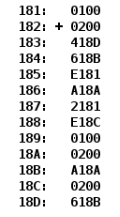 181: 0100
182: + 0200
183: 418D
184: 618B
185: E181
186: A18A
187: 2181
188: E18C
189: 0100
18A: 0200
18B: A18A
18C: 0200
18D: 618B